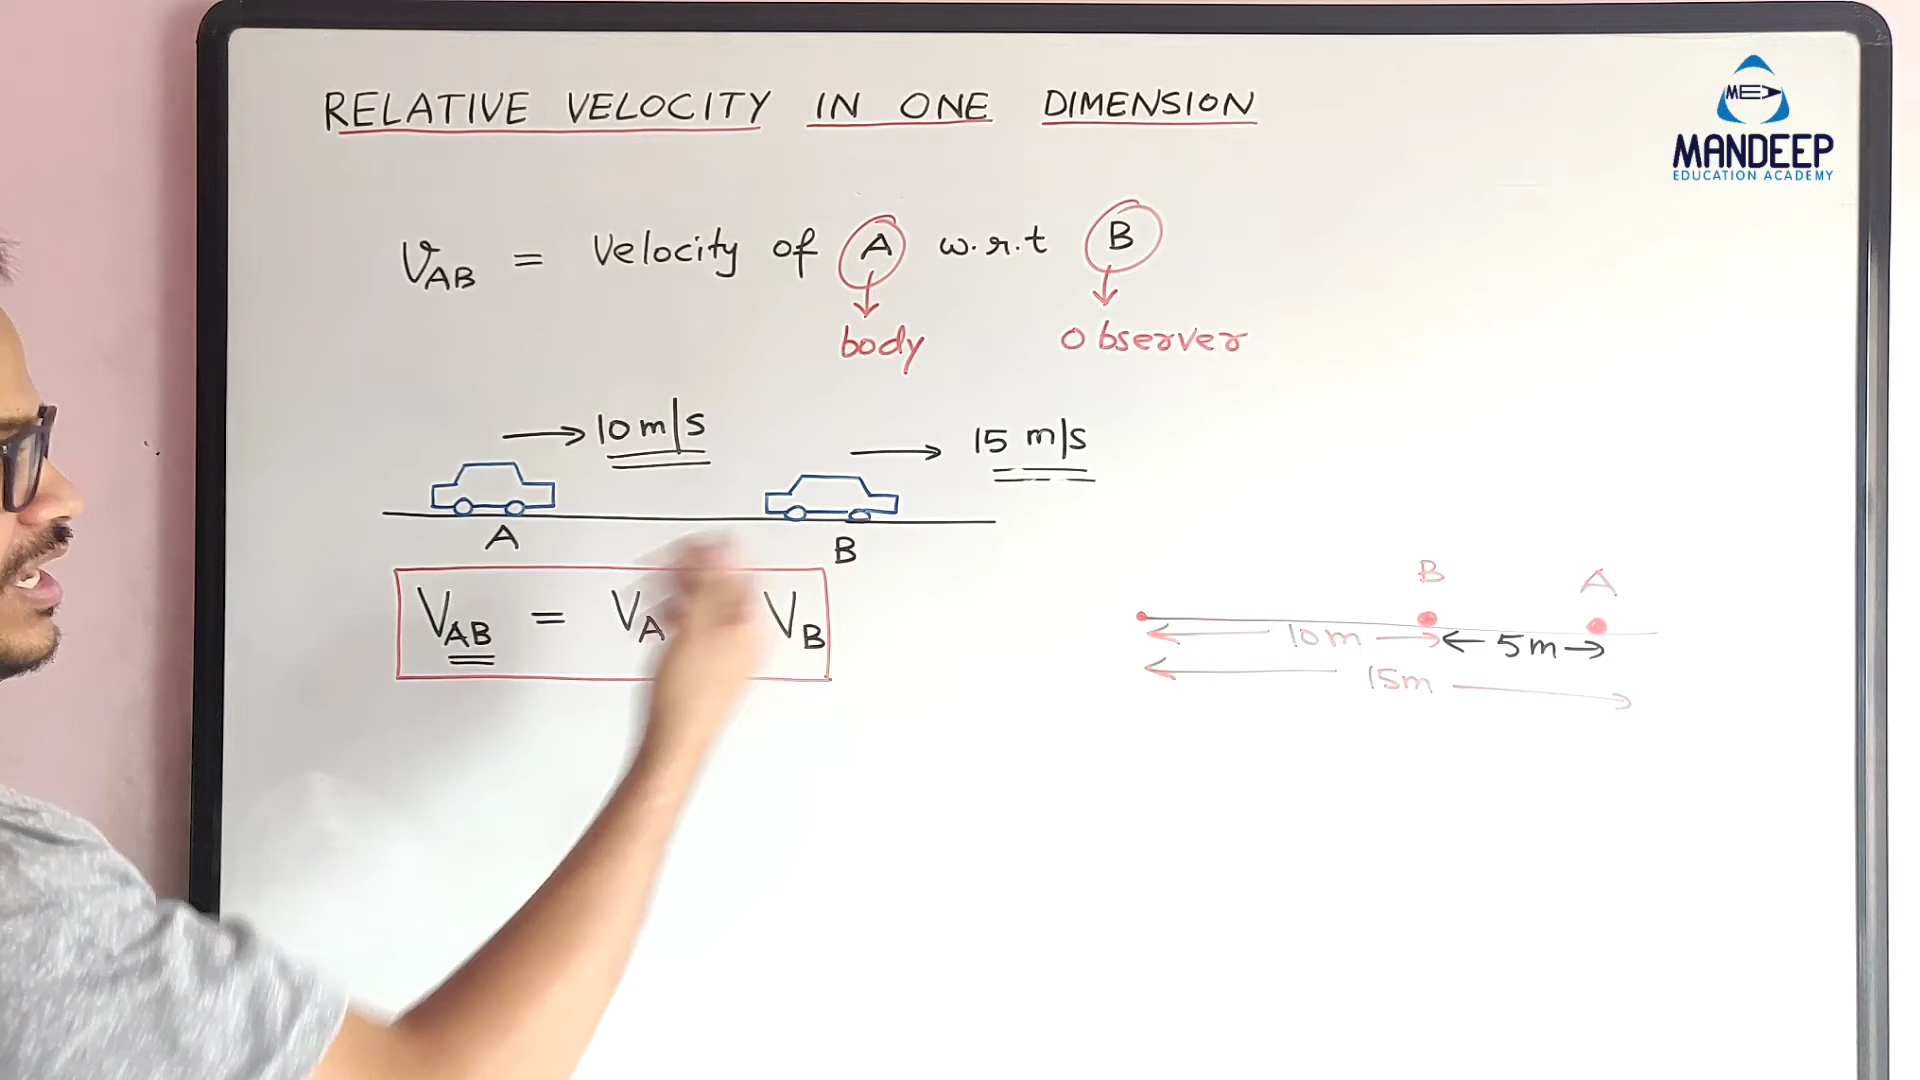 RELATIVE VELOCITY IN ONE DIMENSION
MEA
MANDEEP
EDUCATION ACADEMY
VAB = Velocity of A w.r.t B
body
observer
10 m/s
15 m/s
A
B
VAB = VA VB
B
A
10m
5m
15m